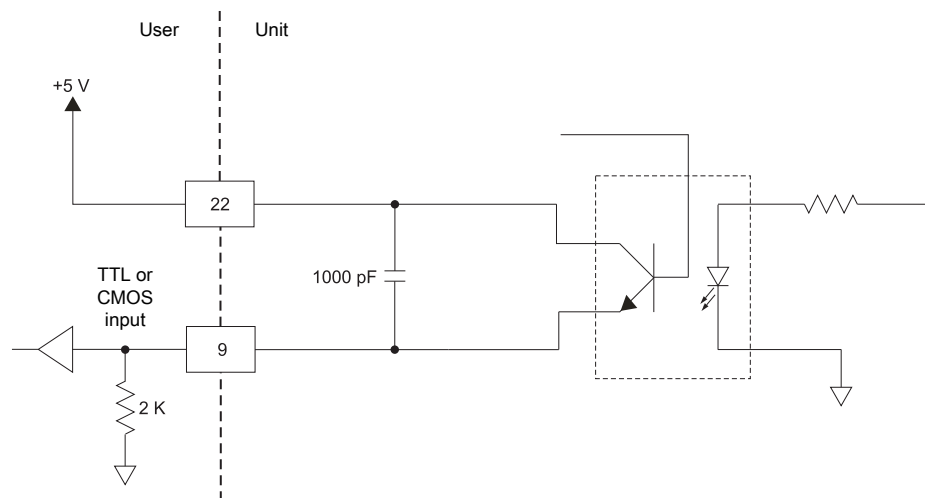 User
Unit
+5 V
22
1000 pF
TTL or
CMOS
input
9
2 K